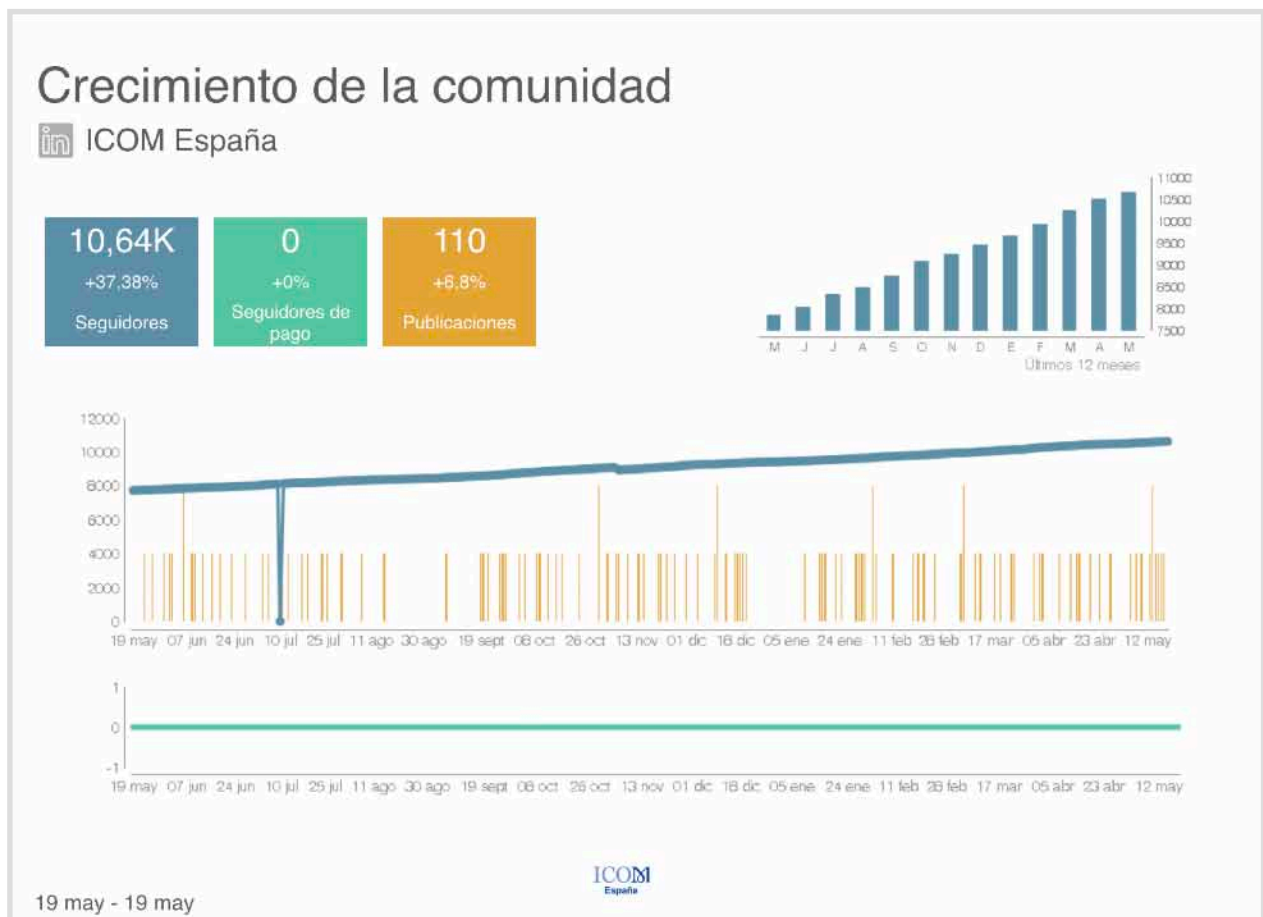 Crecimiento de la comunidad
in ICOM España
10,64K
+37,38%
Seguidores
0
+0%
Seguidores de
pago
110
+6,8%
Publicaciones
11000
10500
10000
9500
9000
8500
8000
7500
M J J A S O N D E F M A M
Últimos 12 meses
12000
10000
8000
6000
4000
2000
0
19 may 07 jun 24 jun 10 jul 25 jul 11 ago 30 ago 19 sept 08 oct 26 oct 13 nov 01 dic 18 dic 05 ene 24 ene 11 feb 28 feb 17 mar 05 abr 23 abr 12 may
1
0
-1
19 may 07 jun 24 jun 10 jul 25 jul 11 ago 30 ago 19 sept 08 oct 26 oct 13 nov 01 dic 18 dic 05 ene 24 ene 11 feb 28 feb 17 mar 05 abr 23 abr 12 may
ICOM
España
19 may - 19 may